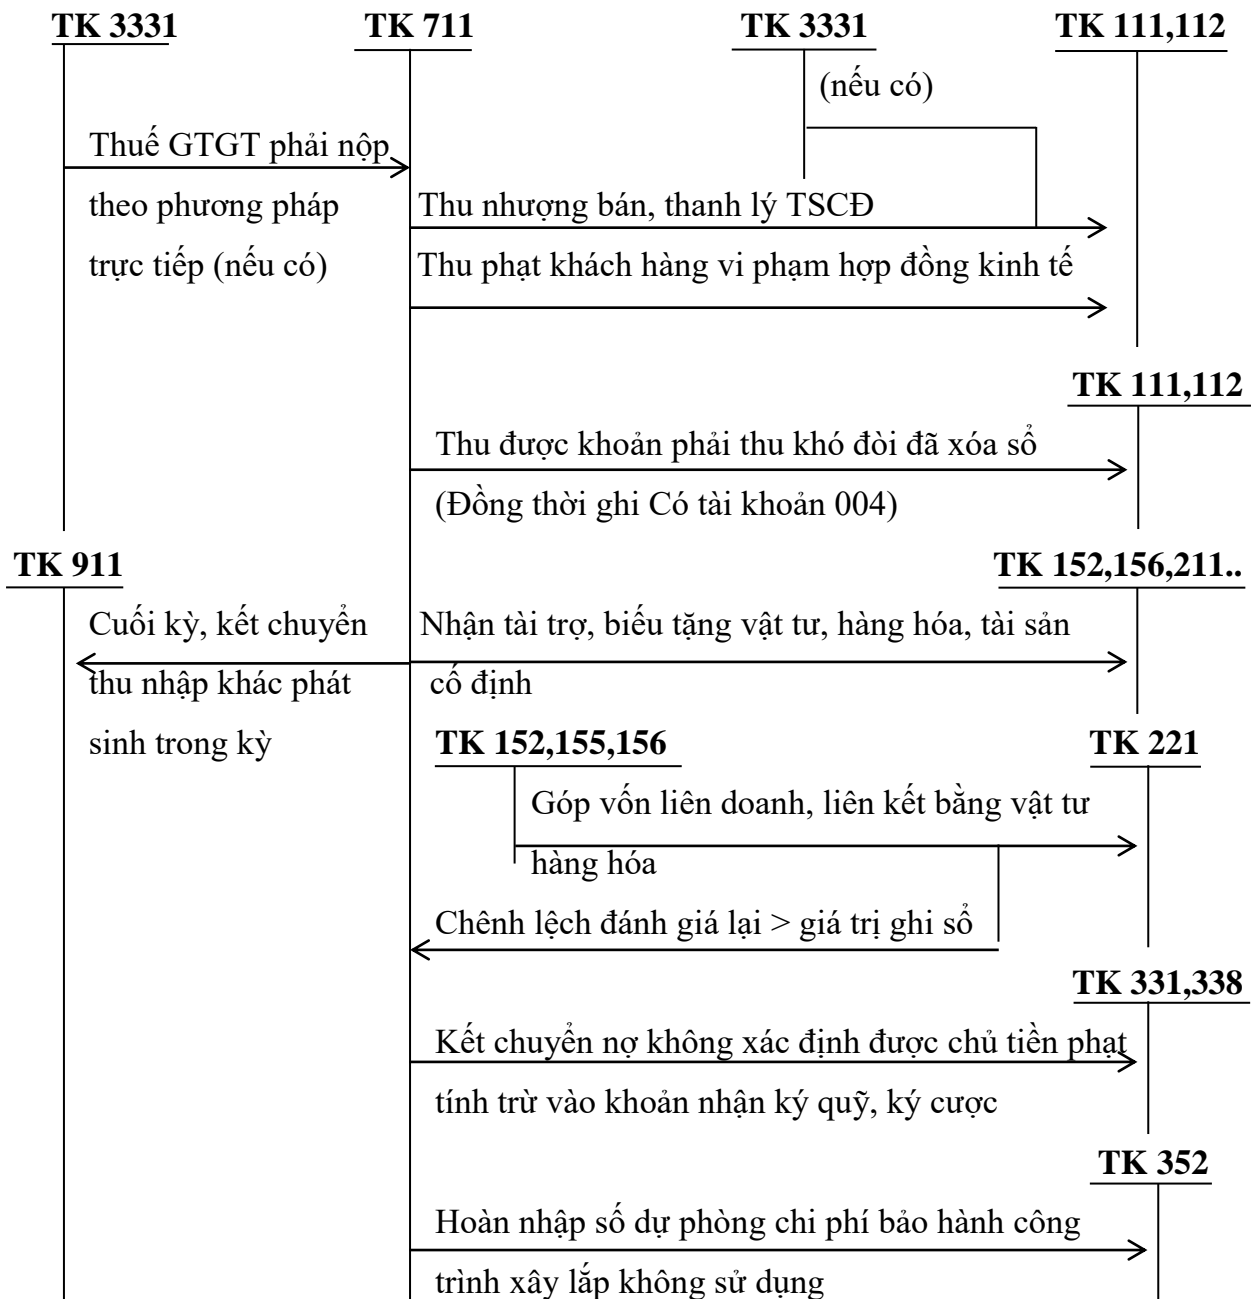 TK 3331 TK 711 TK 3331 TK 111,112
(nếu có)
Thuế GTGT phải nộp
theo phương pháp Thu nhượng bán, thanh lý TSCĐ
trực tiếp (nếu có) Thu phạt khách hàng vi phạm hợp đồng kinh tế
TK 111,112
Thu được khoản phải thu khó đòi đã xóa sổ
(Đồng thời ghi Có tài khoản 004)
TK 911 TK 152,156,211..
Cuối kỳ, kết chuyển Nhận tài trợ, biếu tặng vật tư, hàng hóa, tài sản
thu nhập khác phát cố định
sinh trong kỳ TK 152,155,156 TK 221
Góp vốn liên doanh, liên kết bằng vật tư
hàng hóa
Chênh lệch đánh giá lại > giá trị ghi sổ
TK 331,338
Kết chuyển nợ không xác định được chủ tiền phạt
tính trừ vào khoản nhận ký quỹ, ký cược
TK 352
Hoàn nhập số dự phòng chi phí bảo hành công
trình xây lắp không sử dụng